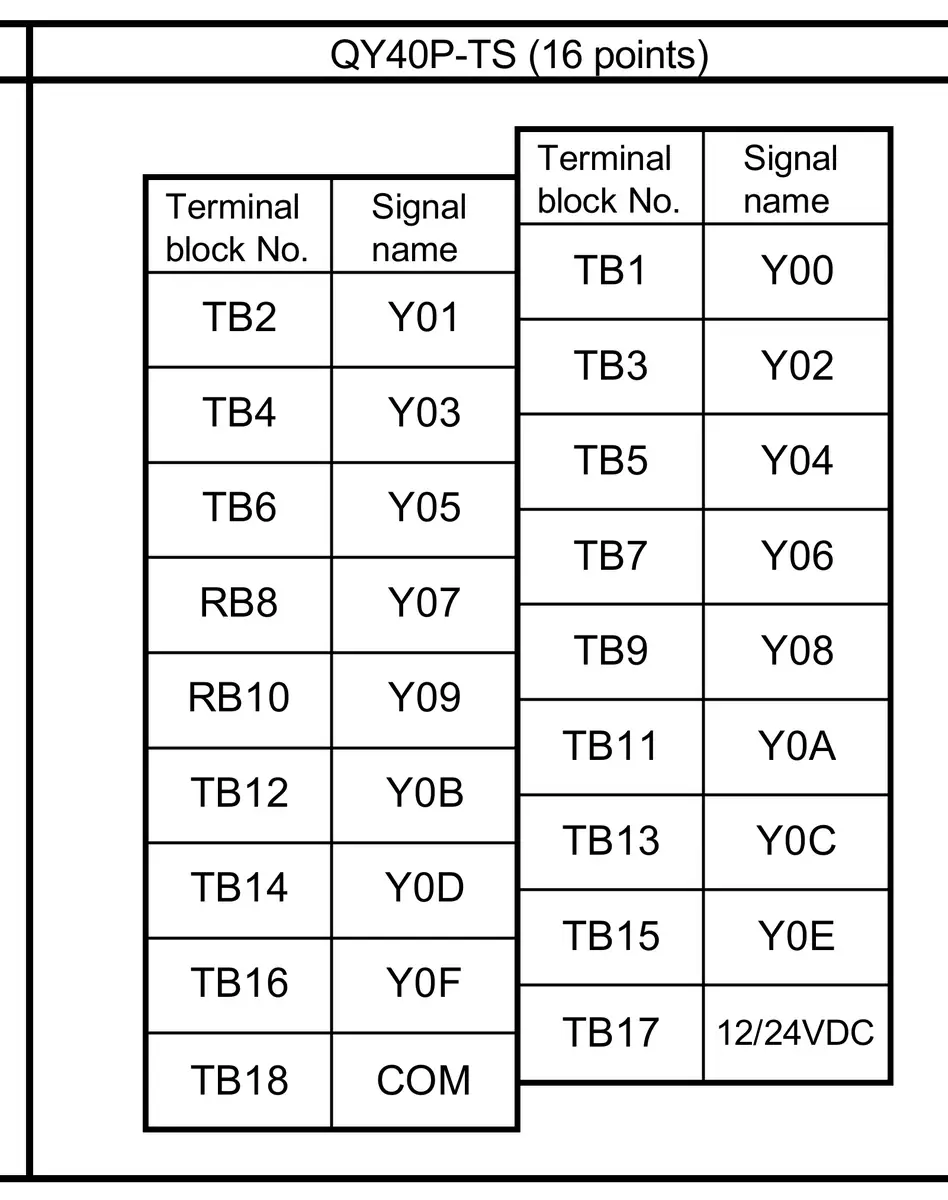 QY40P-TS (16 points)
Terminal
block No.
Signal
name
TB2
Y01
TB4
Y03
TB6
Y05
RB8
Y07
RB10
Y09
TB12
Y0B
TB14
Y0D
TB16
Y0F
TB18
COM
Terminal
block No.
Signal
name
TB1
Y00
TB3
Y02
TB5
Y04
TB7
Y06
TB9
Y08
TB11
Y0A
TB13
Y0C
TB15
Y0E
TB17
12/24VDC